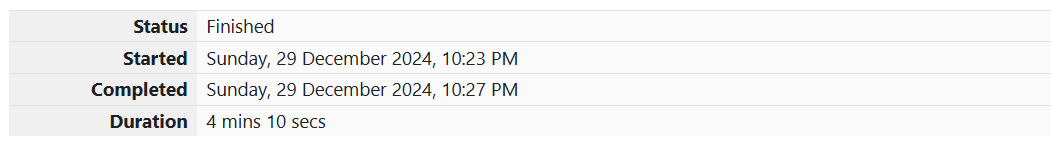 Status Finished
Started Sunday, 29 December 2024, 10:23 PM
Completed Sunday, 29 December 2024, 10:27 PM
Duration 4 mins 10 secs